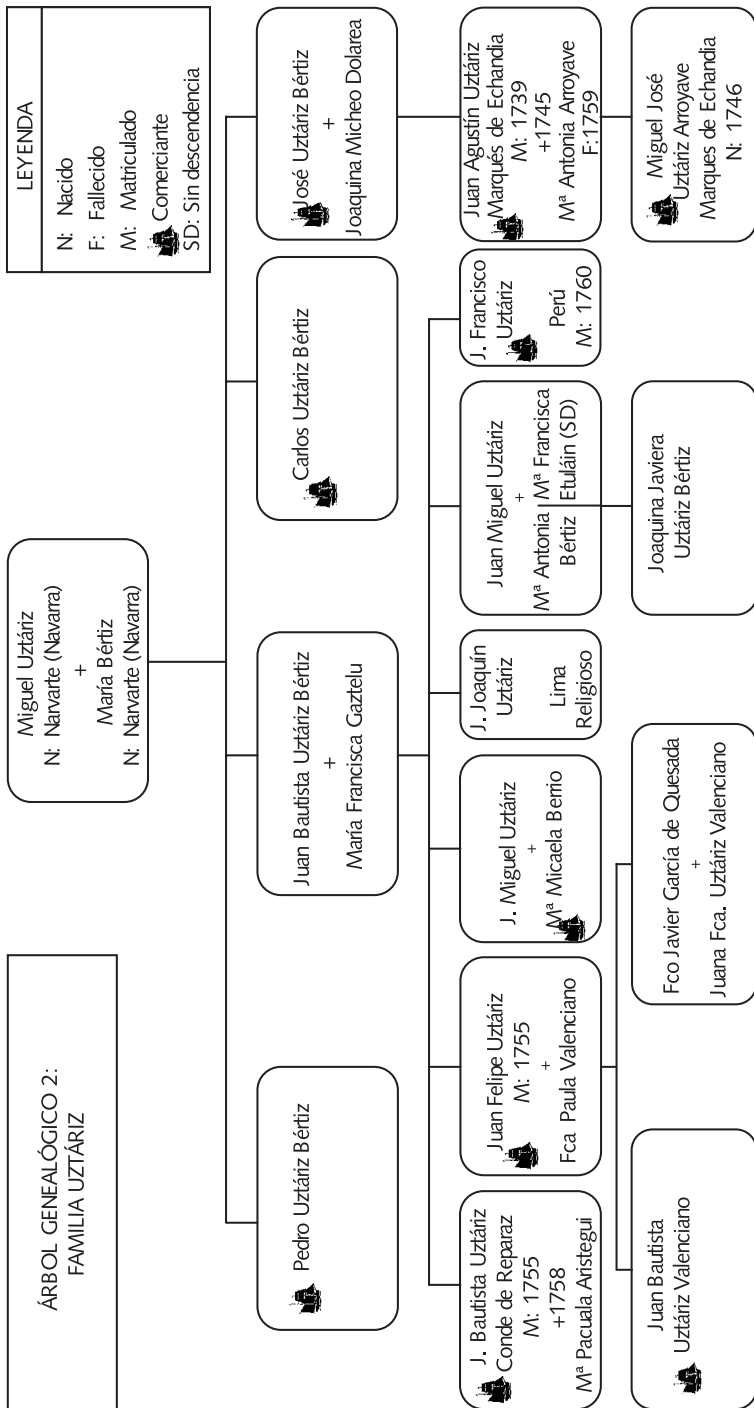 ÁRBOL GENEALÓGICO 2:
FAMILIA UZTÁRIZ
LEYENDA
N: Nacido
F: Fallecido
M: Matriculado
Comerciante
SD: Sin descendencia
Miguel Uztáriz
N: Narvarte (Navarra)
+
María Bértiz
N: Narvarte (Navarra)
Pedro Uztáriz Bértiz
Juan Bautista Uztáriz Bértiz
+
María Francisca Gaztelu
Carlos Uztáriz Bértiz
José Uztáriz Bértiz
+
Joaquina Micheo Dolarea
J. Bautista Uztáriz
Conde de Reparaz
M: 1755
+1758
Mª Pacuala Aristegui
Juan Felipe Uztáriz
M: 1755
+
Fca Paula Valenciano
J. Miguel Uztáriz
+
Mª Micaela Berrio
J. Joaquín
Uztáriz
Lima
Religioso
Juan Miguel Uztáriz
+
Mª Antonia Mª Francisca
Bértiz Etuláin (SD)
J. Francisco
Uztáriz
Perú
M: 1760
Juan Agustín Uztáriz
Marqués de Echandia
M: 1739
+1745
Mª Antonia Arroyave
F:1759
Juan Bautista
Uztáriz Valenciano
Fco Javier García de Quesada
+
Juana Fca. Uztáriz Valenciano
Joaquina Javiera
Uztáriz Bértiz
Miguel José
Uztáriz Arroyave
Marques de Echandia
N: 1746